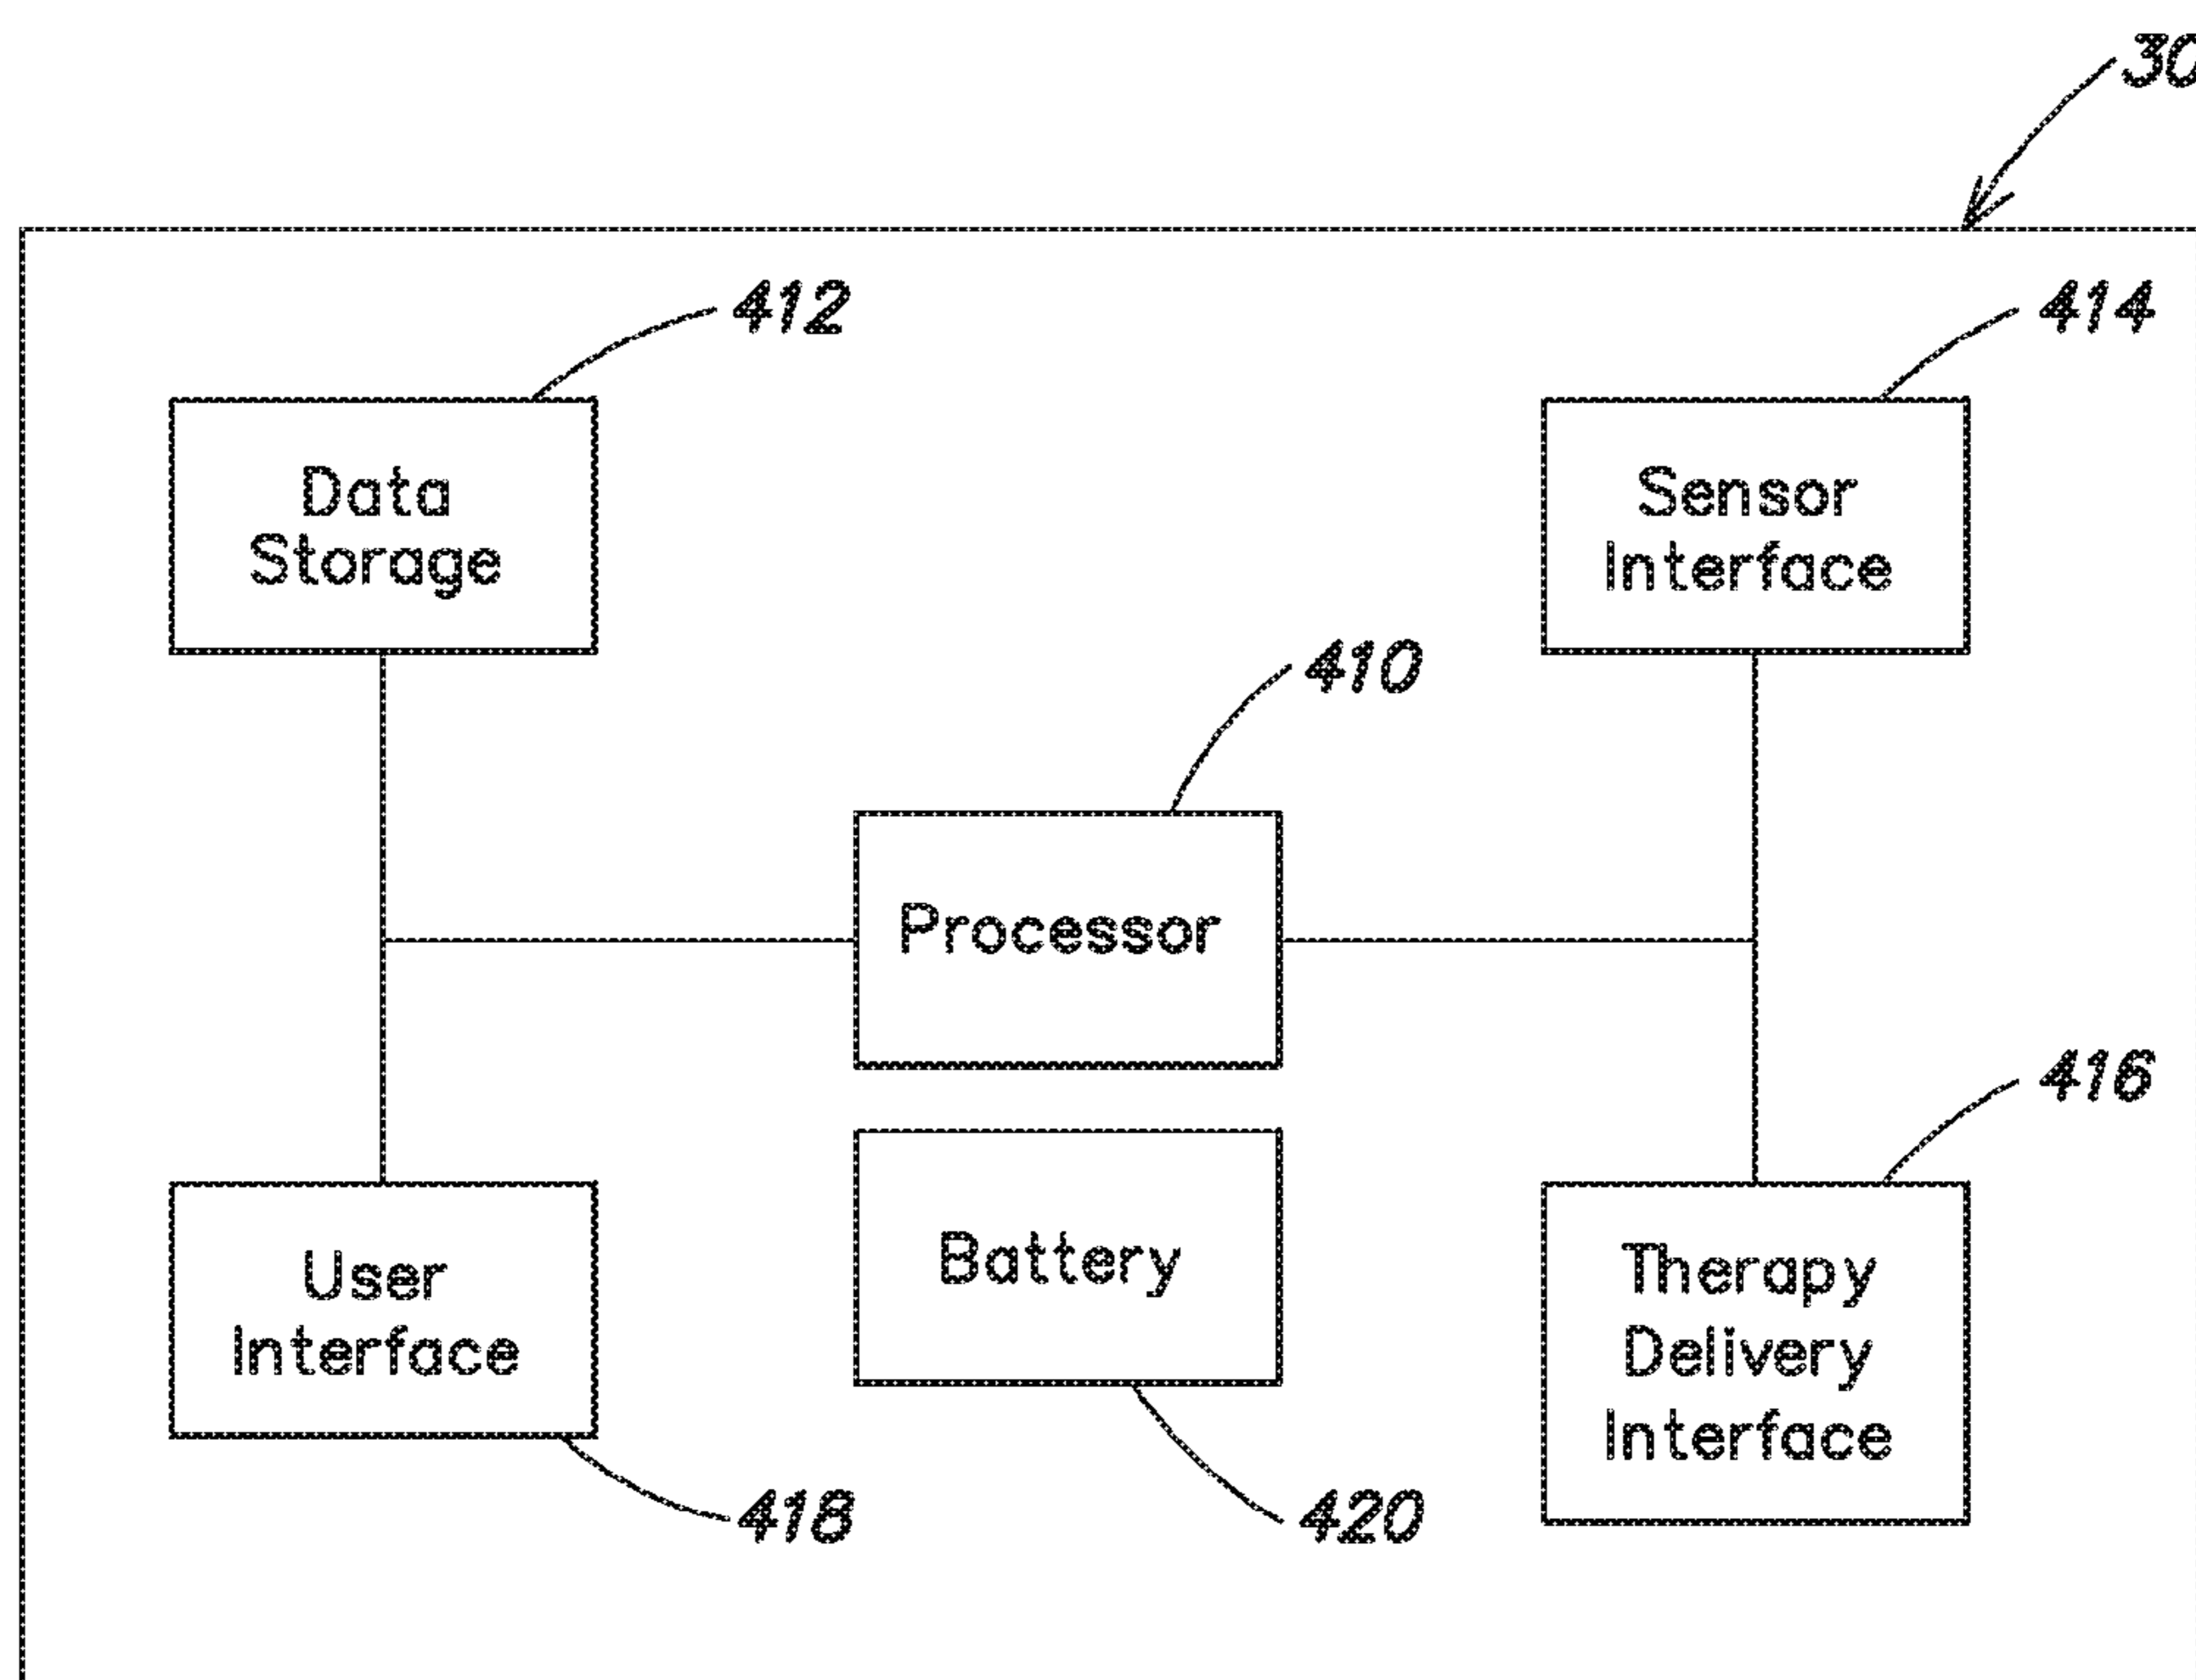 412
414
Data
Storage
Sensor
Interface
410
Processor
416
Battery
User
Interface
Therapy
Delivery
Interface
418
420